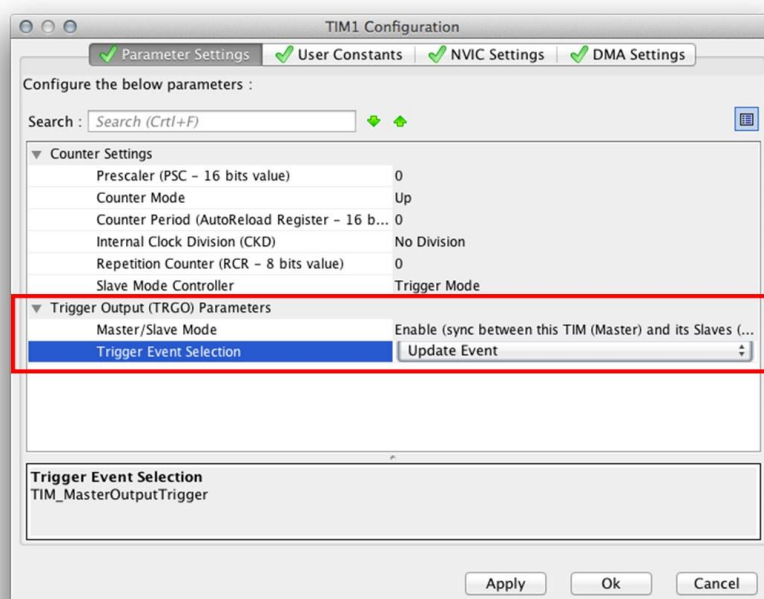 TIM1 Configuration
Parameter Settings User Constants NVIC Settings DMA Settings
Configure the below parameters :
Search : Search (Crtl+F)
Counter Settings
Prescaler (PSC – 16 bits value) 0
Counter Mode Up
Counter Period (AutoReload Register – 16 b... 0
Internal Clock Division (CKD) No Division
Repetition Counter (RCR – 8 bits value) 0
Slave Mode Controller Trigger Mode
Trigger Output (TRGO) Parameters
Master/Slave Mode Enable (sync between this TIM (Master) and its Slaves (...
Trigger Event Selection Update Event
Trigger Event Selection
TIM_MasterOutputTrigger
Apply Ok Cancel